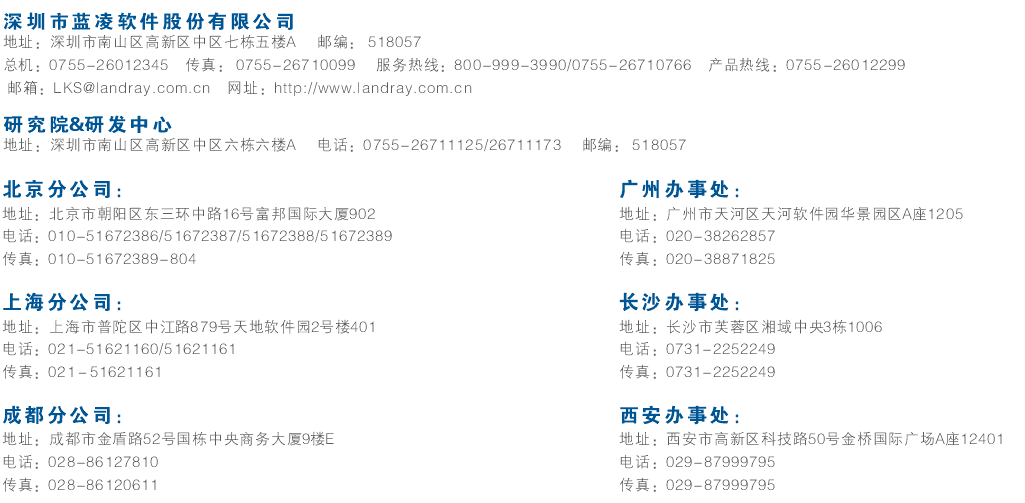 深圳市蓝凌软件股份有限公司
地址：深圳市南山区高新区中区七栋五楼A 邮编： 518057
总机：0755-26012345 传真： 0755-26710099 服务热线：800-999-3990/0755-26710766 产品热线：0755-26012299
邮箱：LKS@landray.com.cn 网址：http://www.landray.com.cn
研究院&研发中心
地址：深圳市南山区高新区中区六栋六楼A 电话：0755-26711125/26711173 邮编： 518057
北京分公司：
地址：北京市朝阳区东三环中路16号富邦国际大厦902
电话：010-51672386/51672387/51672388/51672389
传真：010-51672389-804
广州办事处：
地址：广州市天河区天河软件园华景园区A座1205
电话：020-38262857
传真：020-38871825
上海分公司：
地址：上海市普陀区中江路879号天地软件园2号楼401
电话：021-51621160/51621161
传真：021-51621161
长沙办事处：
地址：长沙市芙蓉区湘域中央3栋1006
电话：0731-2252249
传真：0731-2252249
成都分公司：
地址：成都市金盾路52号国栋中央商务大厦9楼E
电话：028-86127810
传真：028-86120611
西安办事处：
地址：西安市高新区科技路50号金桥国际广场A座12401
电话：029-87999795
传真：029-87999795